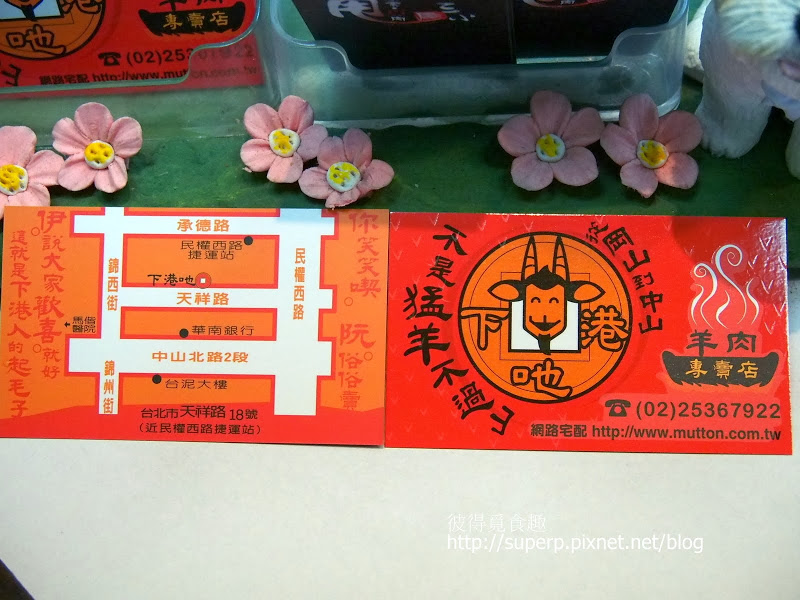 專賣店
(02)25367922
網路宅配 http://www.mutton.com.tw
你笑笑喫。
阮俗俗賣
伊說大家歡喜就好。
這就是下港人的起毛子
承德路
民權西路
捷運站
錦西街
民權西路
下港吔
天祥路
馬偕
醫院
華南銀行
中山北路2段
錦州街
台泥大樓
台北市天祥路18號
(近民權西路捷運站)
不是猛羊不過ㄩ
從岡山到中山
下港吔
羊肉
專賣店
(02)25367922
網路宅配 http://www.mutton.com.tw
彼得覓食趣
http://superp.pixnet.net/blog